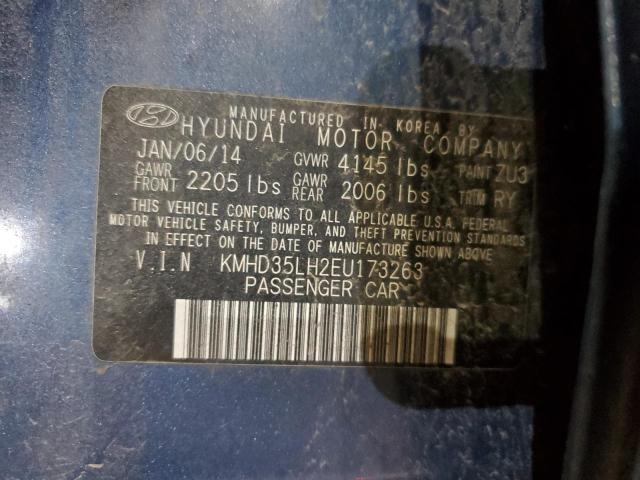 MANUFACTURED IN KOREA BY
HYUNDAI MOTOR COMPANY
JAN/06/14 GVWR 4145 lbs PAINT ZU3
GAWR FRONT 2205 lbs GAWR REAR 2006 lbs TRIM RY
THIS VEHICLE CONFORMS TO ALL APPLICABLE U.S.A. FEDERAL
MOTOR VEHICLE SAFETY, BUMPER, AND THEFT PREVENTION STANDARDS
IN EFFECT ON THE DATE OF MANUFACTURE SHOWN ABOVE
V.I.N KMHD35LH2EU173263
PASSENGER CAR